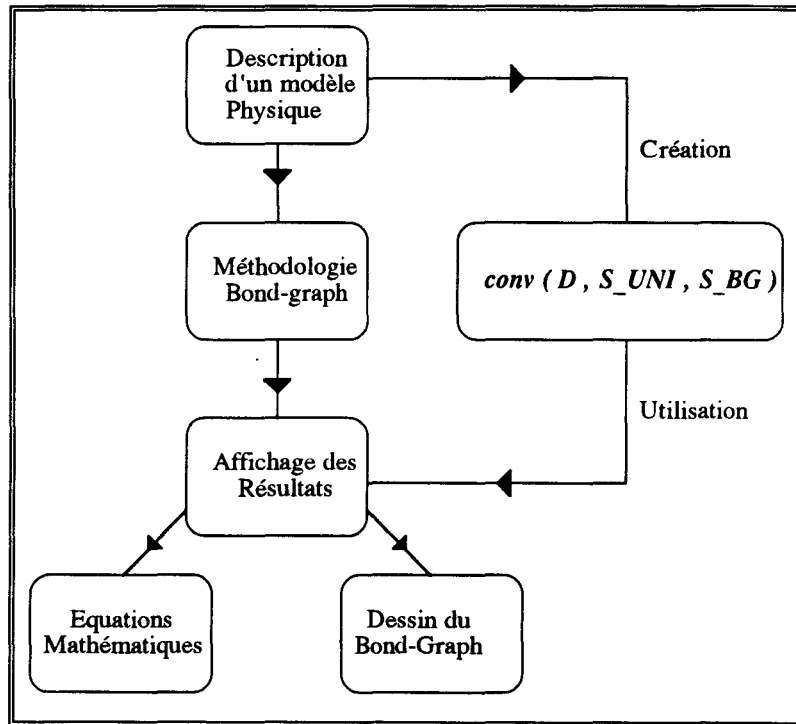 Description
d'un modèle
Physique
Création
Méthodologie
Bond-graph
conv ( D , S_UNI , S_BG )
Utilisation
Affichage des
Résultats
Equations
Mathématiques
Dessin du
Bond-Graph